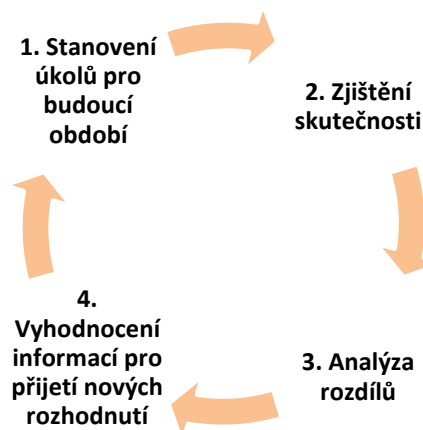 1. Stanovení
úkolů pro
budoucí
období
2. Zjištění
skutečnosti
3. Analýza
rozdílů
4.
Vyhodnocení
informací pro
přijetí nových
rozhodnutí